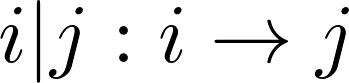 i|j : i → j